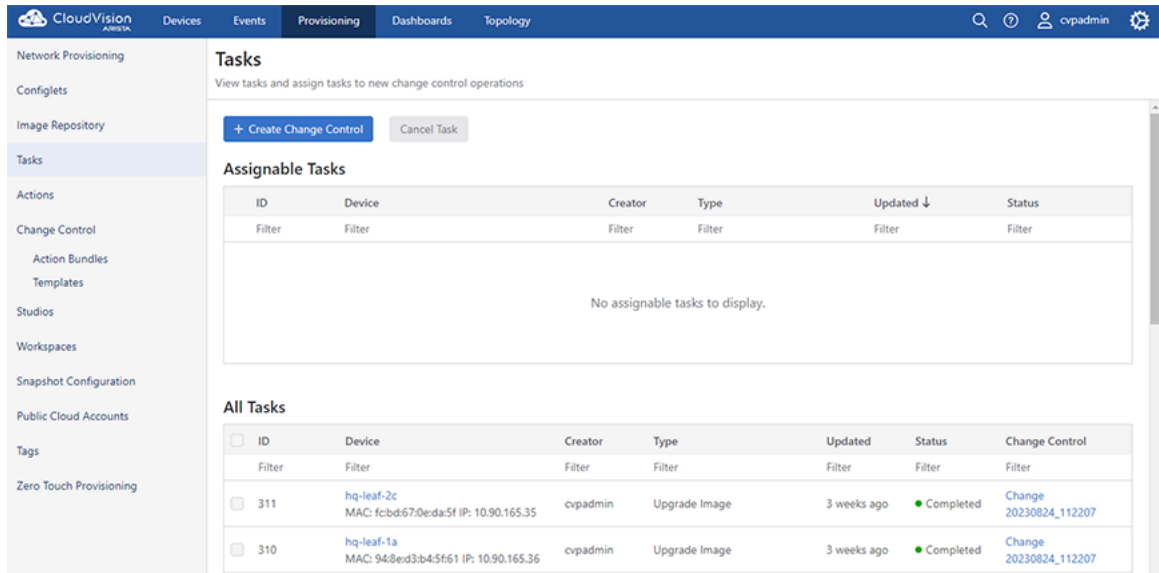 CloudVision
ARISTA
Devices Events Provisioning Dashboards Topology cvpadmin
Network Provisioning
Configlets
Image Repository
Tasks
Actions
Change Control
Action Bundles
Templates
Studios
Workspaces
Snapshot Configuration
Public Cloud Accounts
Tags
Zero Touch Provisioning
Tasks
View tasks and assign tasks to new change control operations
+ Create Change Control Cancel Task
Assignable Tasks
ID Device Creator Type Updated ↓ Status
Filter Filter Filter Filter Filter Filter
No assignable tasks to display.
All Tasks
ID Device Creator Type Updated Status Change Control
Filter Filter Filter Filter Filter Filter Filter
311 hq-leaf-2c cvpadmin Upgrade Image 3 weeks ago Completed Change
MAC: fc:bd:67:0e:da:5f IP: 10.90.165.35 20230824_112207
310 hq-leaf-1a cvpadmin Upgrade Image 3 weeks ago Completed Change
MAC: 94:8e:d3:b4:5f:61 IP: 10.90.165.36 20230824_112207